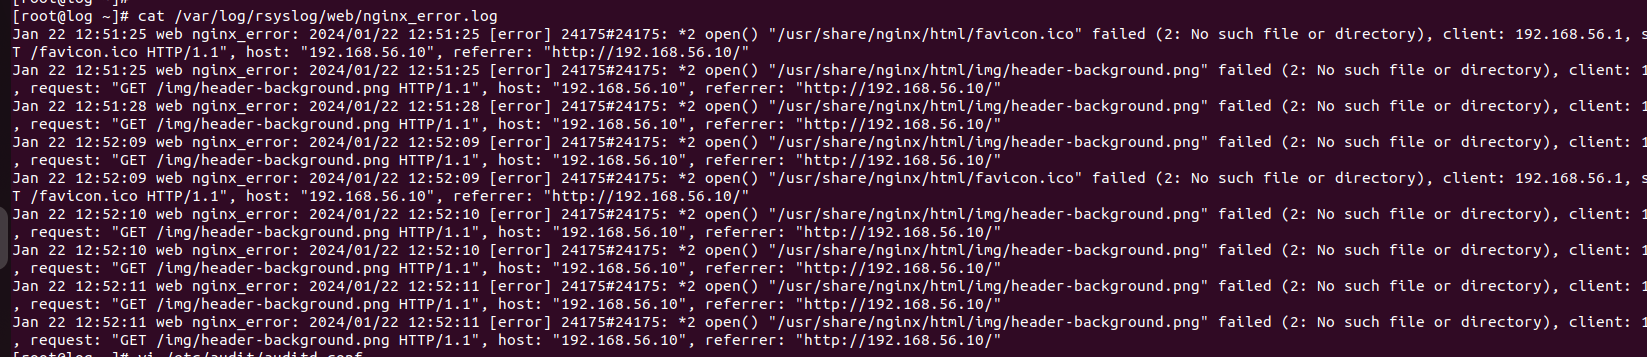 [root@log ~]#
[root@log ~]# cat /var/log/rsyslog/web/nginx_error.log
Jan 22 12:51:25 web nginx_error: 2024/01/22 12:51:25 [error] 24175#24175: *2 open() "/usr/share/nginx/html/favicon.ico" failed (2: No such file or directory), client: 192.168.56.1, s
T /favicon.ico HTTP/1.1", host: "192.168.56.10", referrer: "http://192.168.56.10/"
Jan 22 12:51:25 web nginx_error: 2024/01/22 12:51:25 [error] 24175#24175: *2 open() "/usr/share/nginx/html/img/header-background.png" failed (2: No such file or directory), client: 1
, request: "GET /img/header-background.png HTTP/1.1", host: "192.168.56.10", referrer: "http://192.168.56.10/"
Jan 22 12:51:28 web nginx_error: 2024/01/22 12:51:28 [error] 24175#24175: *2 open() "/usr/share/nginx/html/img/header-background.png" failed (2: No such file or directory), client: 1
, request: "GET /img/header-background.png HTTP/1.1", host: "192.168.56.10", referrer: "http://192.168.56.10/"
Jan 22 12:52:09 web nginx_error: 2024/01/22 12:52:09 [error] 24175#24175: *2 open() "/usr/share/nginx/html/img/header-background.png" failed (2: No such file or directory), client: 1
, request: "GET /img/header-background.png HTTP/1.1", host: "192.168.56.10", referrer: "http://192.168.56.10/"
Jan 22 12:52:09 web nginx_error: 2024/01/22 12:52:09 [error] 24175#24175: *2 open() "/usr/share/nginx/html/favicon.ico" failed (2: No such file or directory), client: 192.168.56.1, s
T /favicon.ico HTTP/1.1", host: "192.168.56.10", referrer: "http://192.168.56.10/"
Jan 22 12:52:10 web nginx_error: 2024/01/22 12:52:10 [error] 24175#24175: *2 open() "/usr/share/nginx/html/img/header-background.png" failed (2: No such file or directory), client: 1
, request: "GET /img/header-background.png HTTP/1.1", host: "192.168.56.10", referrer: "http://192.168.56.10/"
Jan 22 12:52:10 web nginx_error: 2024/01/22 12:52:10 [error] 24175#24175: *2 open() "/usr/share/nginx/html/img/header-background.png" failed (2: No such file or directory), client: 1
, request: "GET /img/header-background.png HTTP/1.1", host: "192.168.56.10", referrer: "http://192.168.56.10/"
Jan 22 12:52:11 web nginx_error: 2024/01/22 12:52:11 [error] 24175#24175: *2 open() "/usr/share/nginx/html/img/header-background.png" failed (2: No such file or directory), client: 1
, request: "GET /img/header-background.png HTTP/1.1", host: "192.168.56.10", referrer: "http://192.168.56.10/"
Jan 22 12:52:11 web nginx_error: 2024/01/22 12:52:11 [error] 24175#24175: *2 open() "/usr/share/nginx/html/img/header-background.png" failed (2: No such file or directory), client: 1
, request: "GET /img/header-background.png HTTP/1.1", host: "192.168.56.10", referrer: "http://192.168.56.10/"
[root@log ~]# vi /etc/audit/auditd.conf